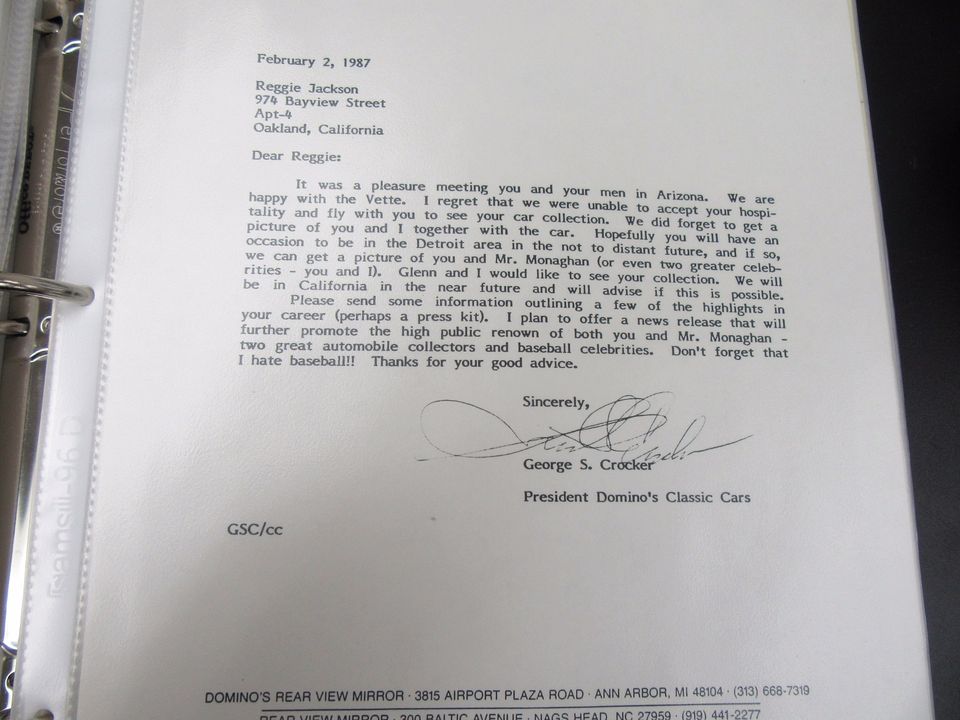 February 2, 1987
Reggie Jackson
974 Bayview Street
Apt-4
Oakland, California
Dear Reggie:
It was a pleasure meeting you and your men in Arizona. We are
happy with the Vette. I regret that we were unable to accept your hospi-
tality and fly with you to see your car collection. We did forget to get a
picture of you and I together with the car. Hopefully you will have an
occasion to be in the Detroit area in the not to distant future, and if so,
we can get a picture of you and Mr. Monaghan (or even two greater celeb-
rities - you and I). Glenn and I would like to see your collection. We will
be in California in the near future and will advise if this is possible.
Please send some information outlining a few of the highlights in
your career (perhaps a press kit). I plan to offer a news release that will
further promote the high public renown of both you and Mr. Monaghan -
two great automobile collectors and baseball celebrities. Don't forget that
I hate baseball!! Thanks for your good advice.
Sincerely,
George S. Crocker
President Domino's Classic Cars
GSC/cc
DOMINO'S REAR VIEW MIRROR · 3815 AIRPORT PLAZA ROAD · ANN ARBOR, MI 48104 · (313) 668-7319
REAR VIEW MIRROR · 300 BALTIC AVENUE · NAGS HEAD, NC 27959 · (919) 441-2277